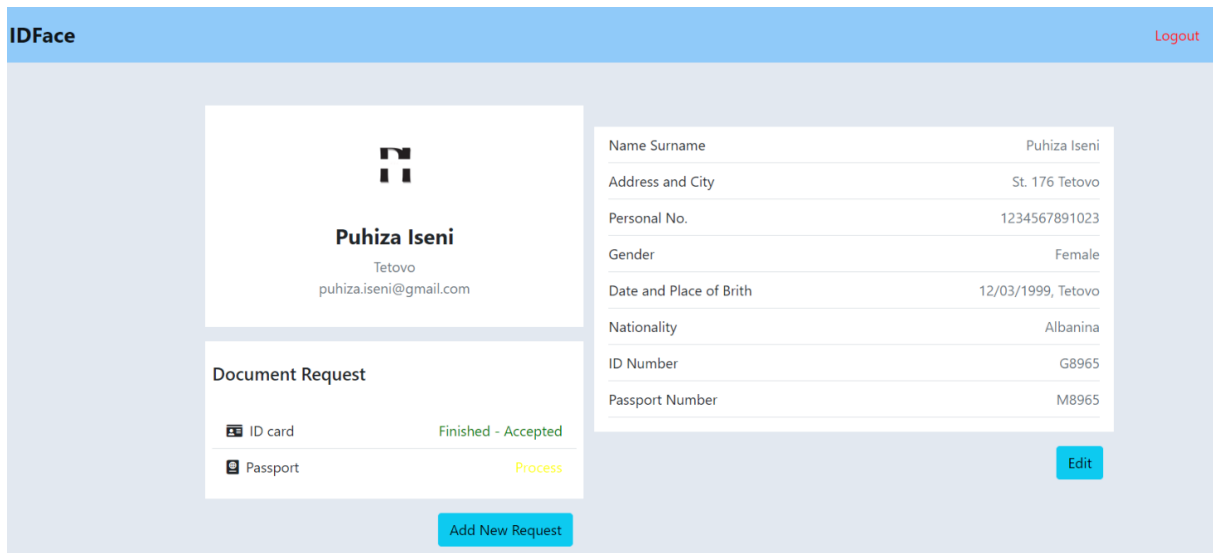 IDFace
Logout
Puhiza Iseni
Tetovo
puhiza.iseni@gmail.com
Document Request
ID card Finished - Accepted
Passport Process
Add New Request
Name Surname Puhiza Iseni
Address and City St. 176 Tetovo
Personal No. 1234567891023
Gender Female
Date and Place of Brith 12/03/1999, Tetovo
Nationality Albanina
ID Number G8965
Passport Number M8965
Edit